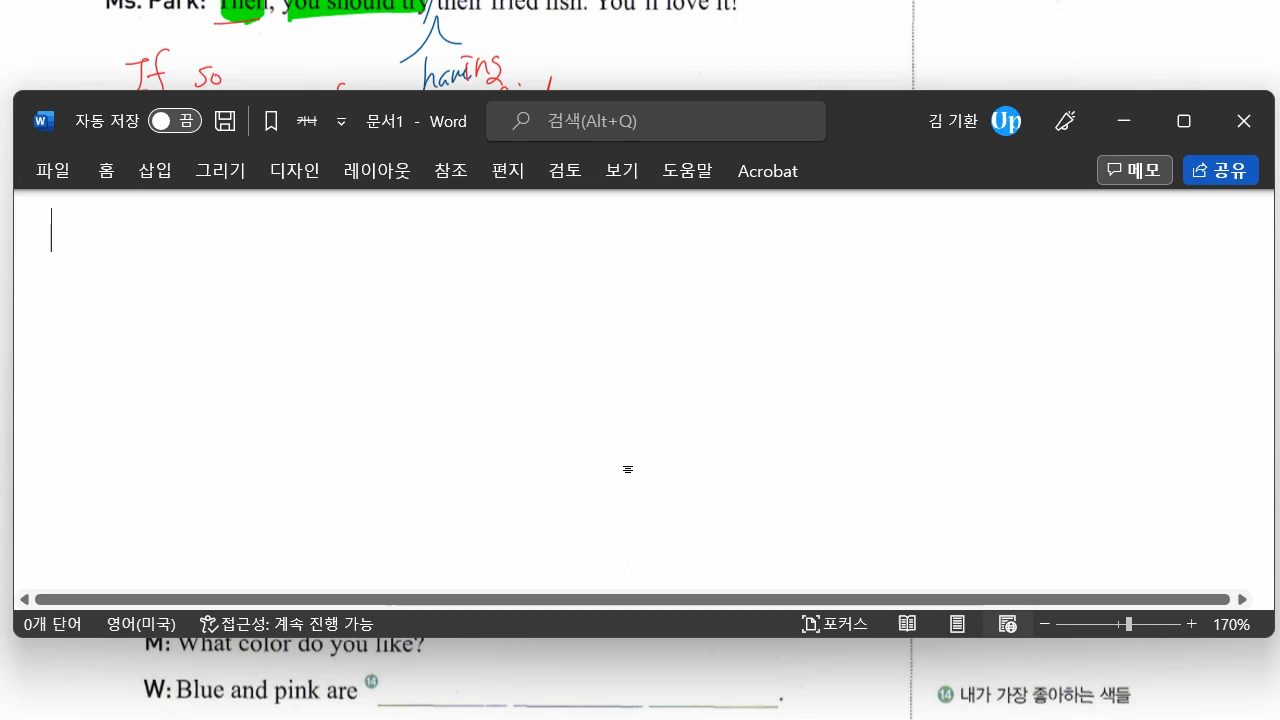 Ms. Park: Then, you should try their fried fish. You'll love it!
If so
having
자동 저장 끔 가나 문서1 - Word 검색(Alt+Q) 김 기환 Up
파일 홈 삽입 그리기 디자인 레이아웃 참조 편지 검토 보기 도움말 Acrobat 메모 공유
0개 단어 영어(미국) 접근성: 계속 진행 가능 포커스 170%
M: What color do you like?
W: Blue and pink are ⑭ .
⑭ 내가 가장 좋아하는 색들